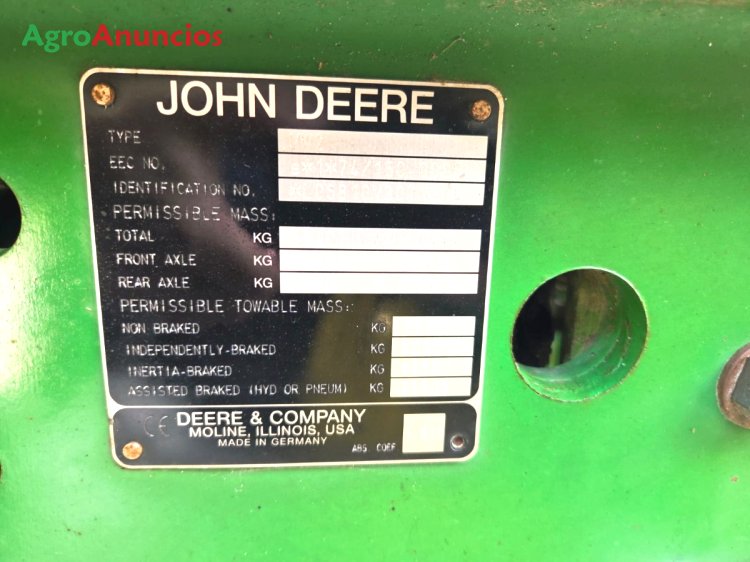 AgroAnuncios
JOHN DEERE
TYPE
EEC NO.
IDENTIFICATION NO.
PERMISSIBLE MASS:
TOTAL KG
FRONT AXLE KG
REAR AXLE KG
PERMISSIBLE TOWABLE MASS:
NON BRAKED KG
INDEPENDENTLY-BRAKED KG
INERTIA-BRAKED KG
ASSISTED BRAKED (HYD OR PNEUM) KG
CE DEERE & COMPANY
MOLINE, ILLINOIS, USA
MADE IN GERMANY
ABS. COEF